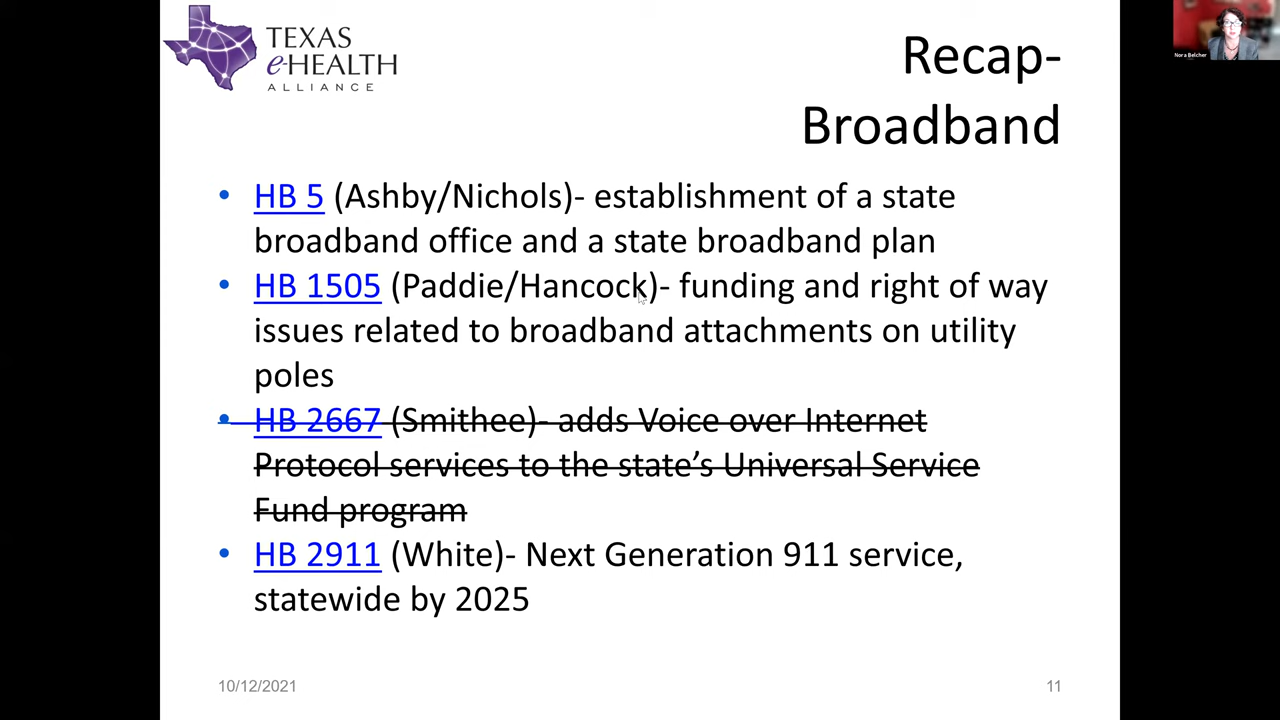 TEXAS
e-HEALTH
ALLIANCE
Recap-
Broadband
Nora Belcher
• HB 5 (Ashby/Nichols)- establishment of a state
broadband office and a state broadband plan
• HB 1505 (Paddie/Hancock)- funding and right of way
issues related to broadband attachments on utility
poles
• HB 2667 (Smithee)- adds Voice over Internet
Protocol services to the state’s Universal Service
Fund program
• HB 2911 (White)- Next Generation 911 service,
statewide by 2025
10/12/2021
11